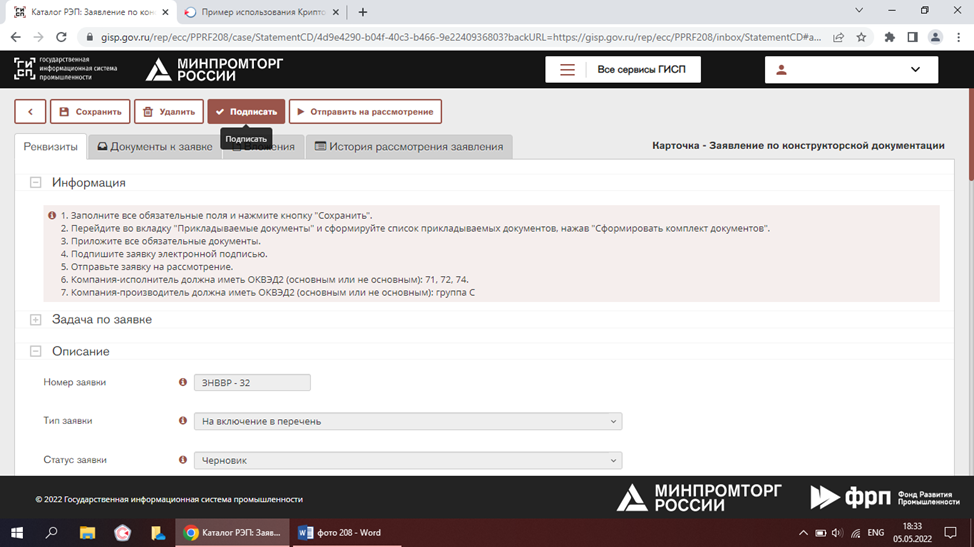 Каталог РЭП: Заявление по кон
Пример использования Крипто
gisp.gov.ru/rep/ecc/PPRF208/case/StatementCD/4d9e4290-b04f-40c3-b466-9e2240936803?backURL=https://gisp.gov.ru/rep/ecc/PPRF208/inbox/StatementCD#a...
государственная
информационная система
промышленности
ГИСП
МИНПРОМТОРГ
РОССИИ
Все сервисы ГИСП
Сохранить
Удалить
Подписать
Отправить на рассмотрение
Подписать
Реквизиты
Документы к заявке
История рассмотрения заявления
Карточка - Заявление по конструкторской документации
Информация
1. Заполните все обязательные поля и нажмите кнопку "Сохранить".
2. Перейдите во вкладку "Прикладываемые документы" и сформируйте список прикладываемых документов, нажав "Сформировать комплект документов".
3. Приложите все обязательные документы.
4. Подпишите заявку электронной подписью.
5. Отправьте заявку на рассмотрение.
6. Компания-исполнитель должна иметь ОКВЭД2 (основным или не основным): 71, 72, 74.
7. Компания-производитель должна иметь ОКВЭД2 (основным или не основным): группа С
Задача по заявке
Описание
Номер заявки
ЗНВВР - 32
Тип заявки
На включение в перечень
Статус заявки
Черновик
© 2022 Государственная информационная система промышленности
МИНПРОМТОРГ
РОССИИ
фрп
Фонд Развития
Промышленности
Каталог РЭП: Заяв...
фото 208 - Word
ENG
18:33
05.05.2022